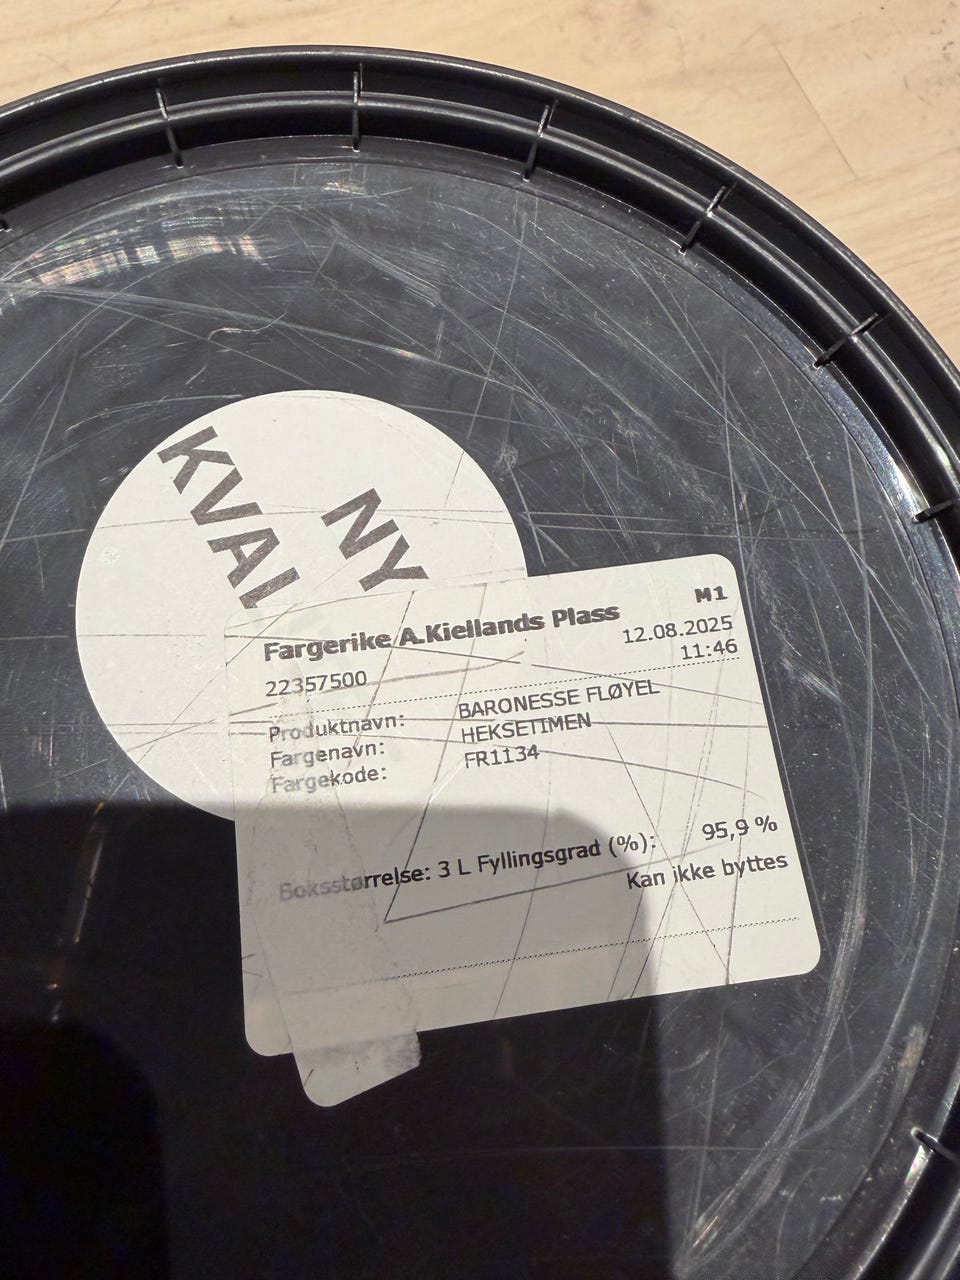 NY
KVAL
Fargerike A.Kiellands Plass
M1
22357500
12.08.2025
11:46
Produktnavn: BARONESSE FLØYEL
Fargenavn: HEKSETIMEN
Fargekode: FR1134
Boksstørrelse: 3 L Fyllingsgrad (%): 95,9 %
Kan ikke byttes